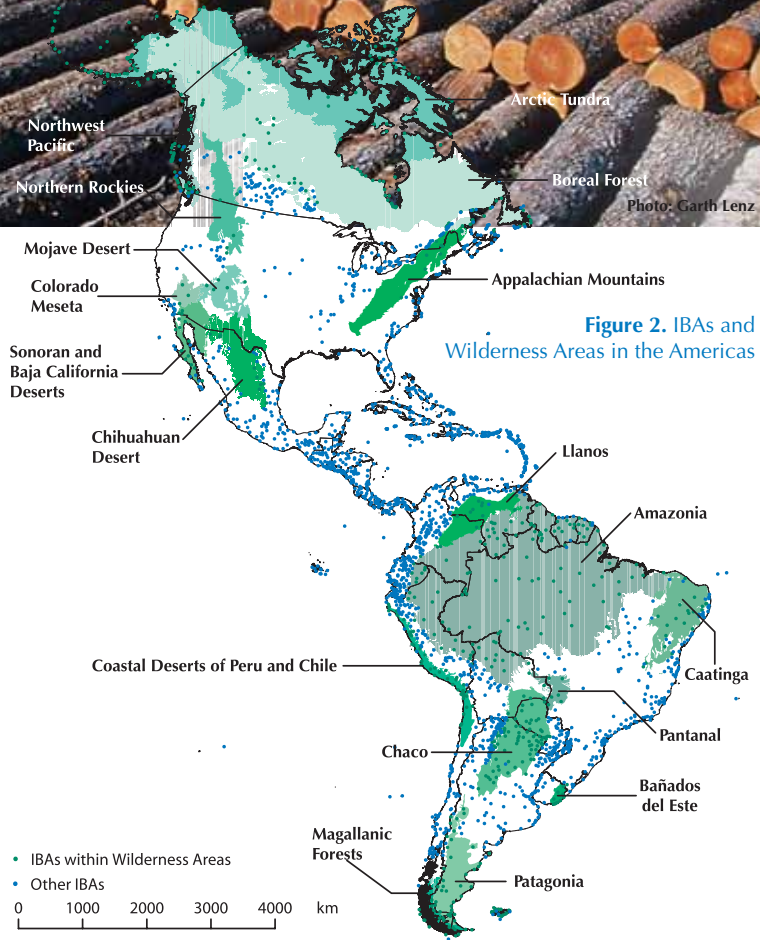 Arctic Tundra
Northwest
Pacific
Northern Rockies
Boreal Forest
Photo: Garth Lenz
Mojave Desert
Appalachian Mountains
Colorado
Meseta
Figure 2. IBAs and
Wilderness Areas in the Americas
Sonoran and
Baja California
Deserts
Chihuahuan
Desert
Llanos
Amazonia
Coastal Deserts of Peru and Chile
Caatinga
Pantanal
Chaco
Bañados
del Este
Magallanic
Forests
Patagonia
IBAs within Wilderness Areas
Other IBAs
0 1000 2000 3000 4000 km